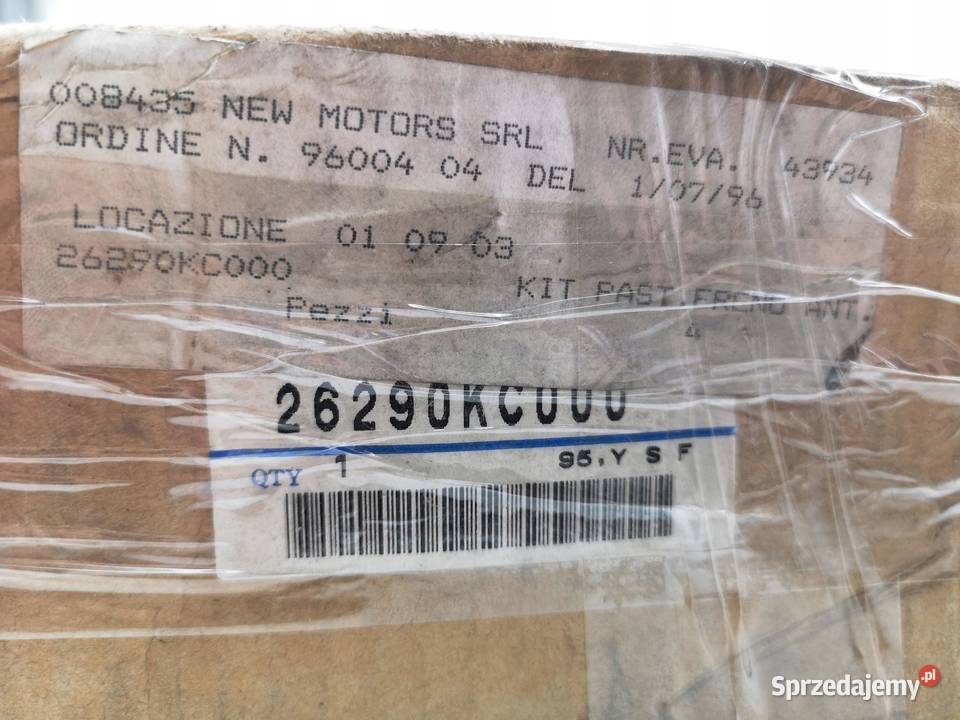 008435 NEW MOTORS SRL NR.EVA. 43934
ORDINE N. 96004 04 DEL 1/07/96
LOCAZIONE 01 09 03
26290KC000 KIT PAST.FRENO ANT.
Pezzi 4
26290KC000
QTY 1 95,Y S F
Sprzedajemy.pl